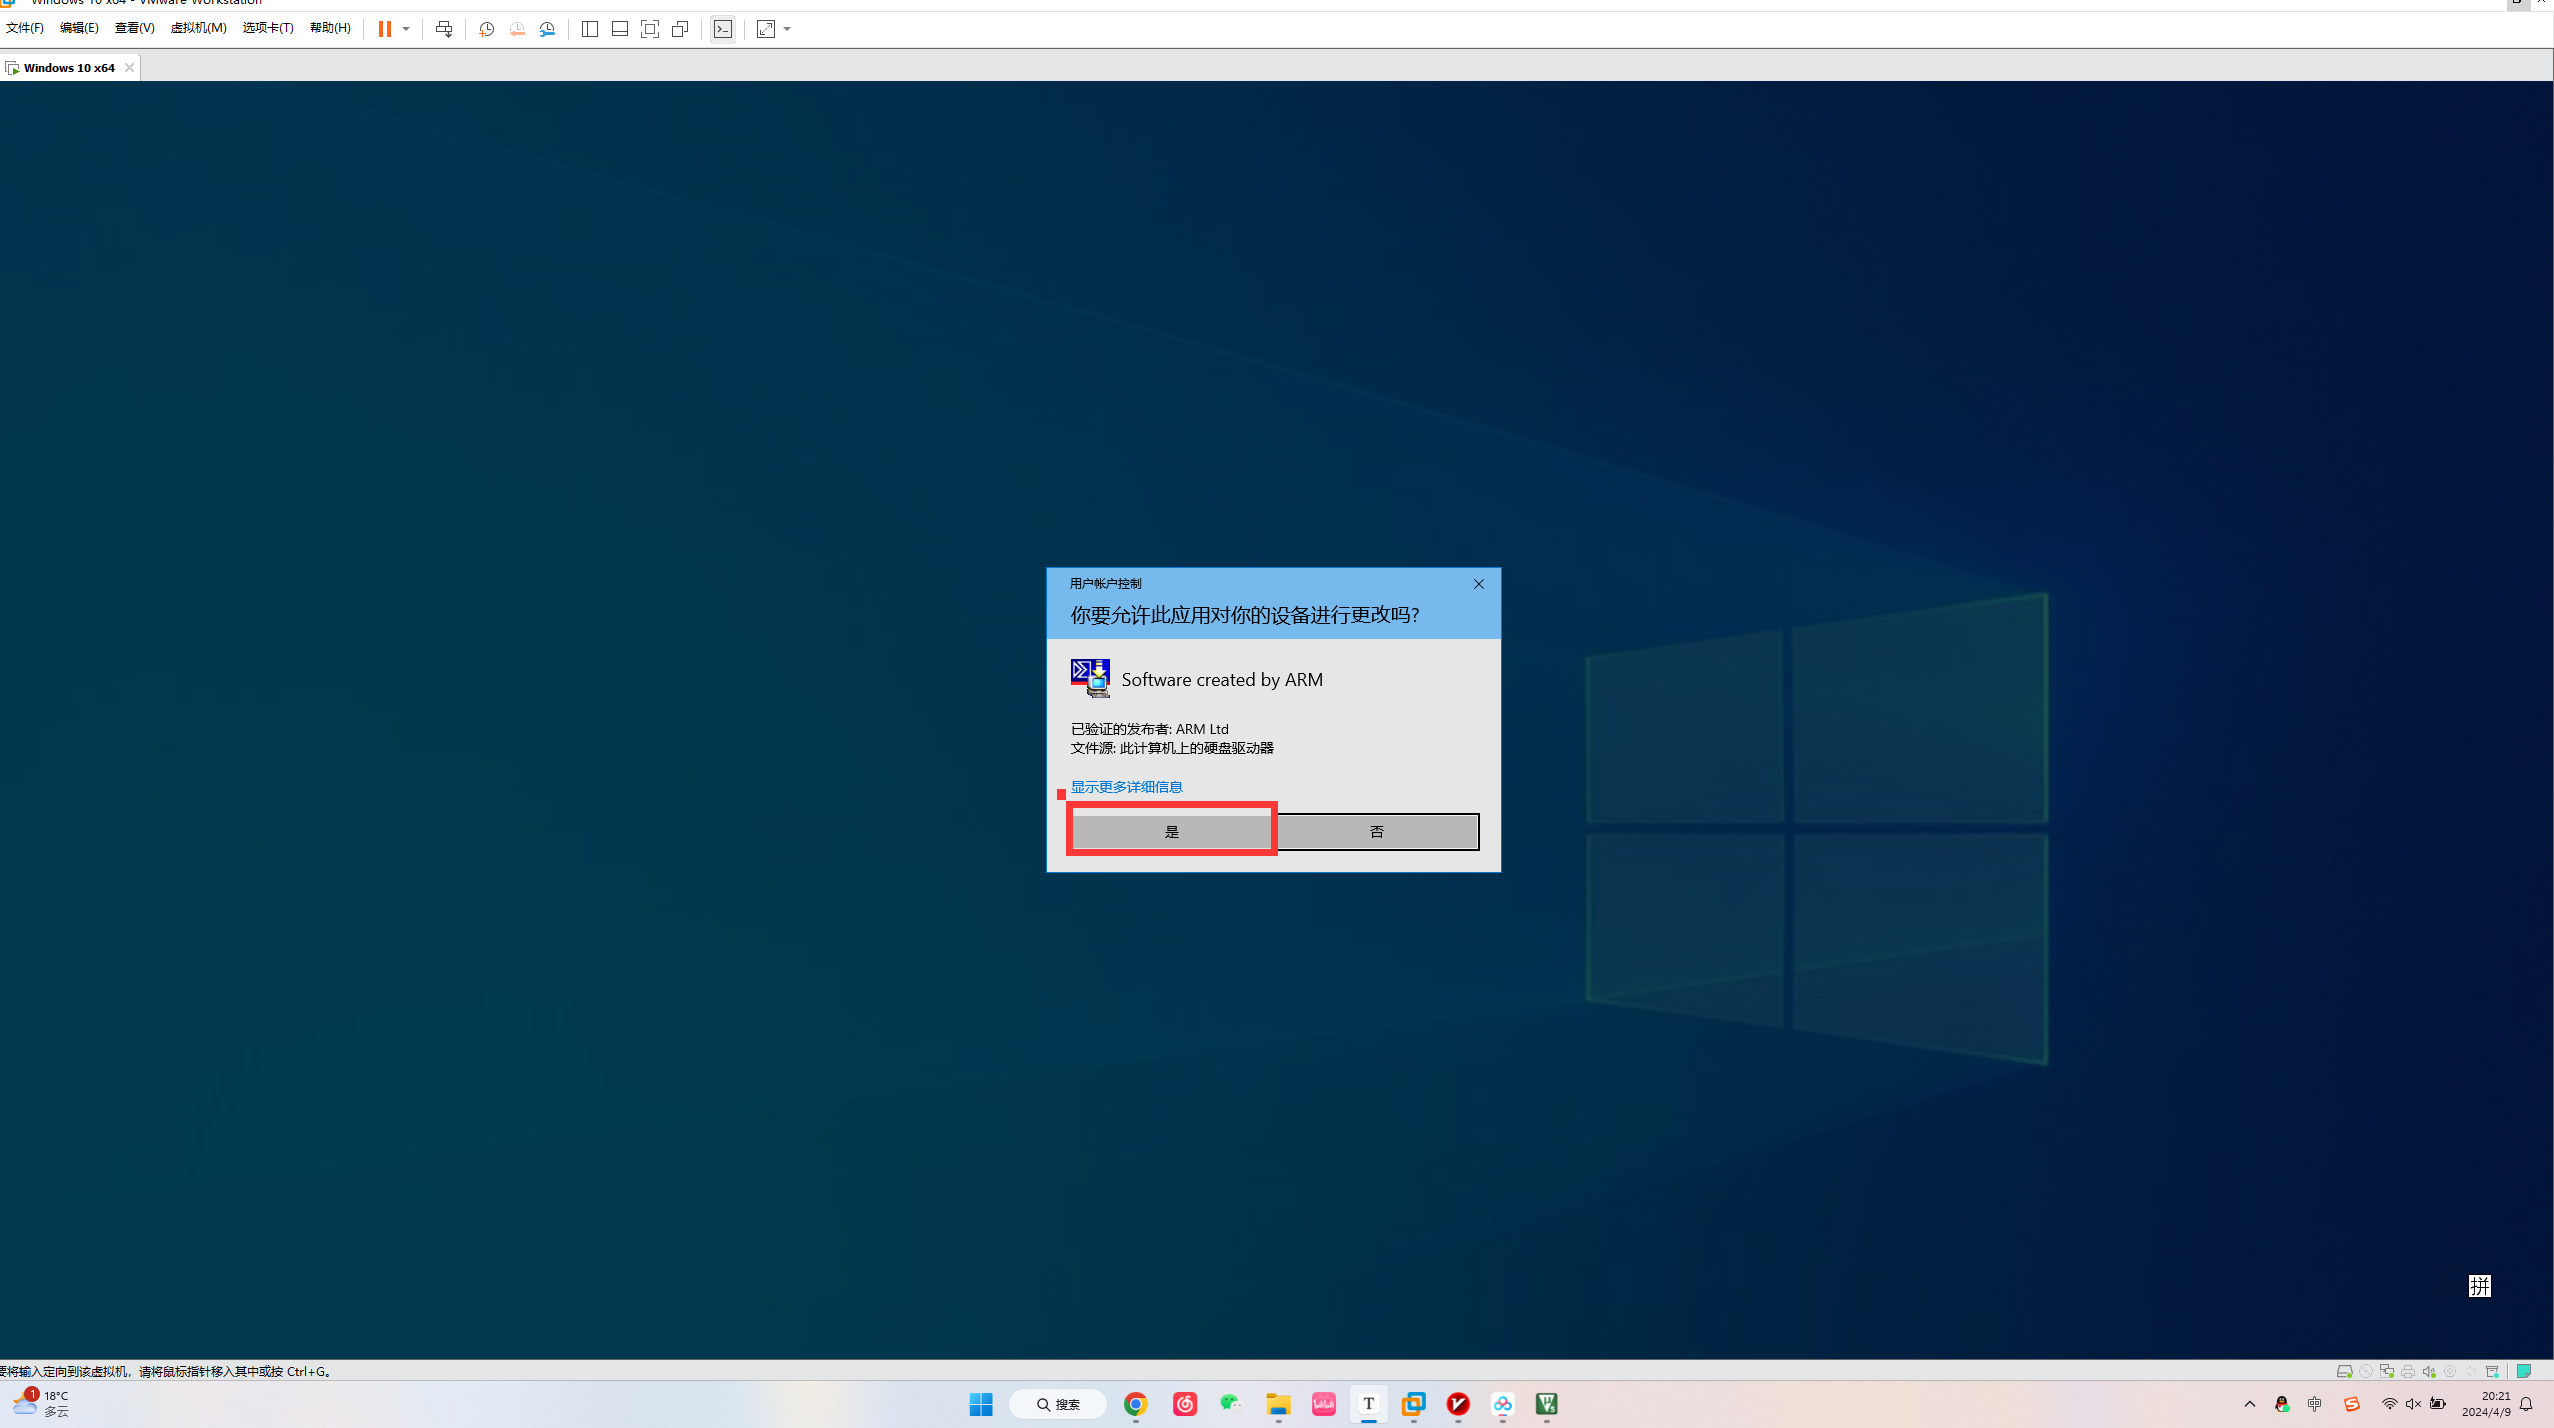 Windows 10 x64 - VMware Workstation
文件(F) 编辑(E) 查看(V) 虚拟机(M) 选项卡(T) 帮助(H)
Windows 10 x64
用户帐户控制
你要允许此应用对你的设备进行更改吗?
Software created by ARM
已验证的发布者: ARM Ltd
文件源: 此计算机上的硬盘驱动器
显示更多详细信息
是 否
拼
要将输入定向到该虚拟机，请将鼠标指针移入其中或按 Ctrl+G。
1
18°C
多云
搜索
T
中
20:21
2024/4/9